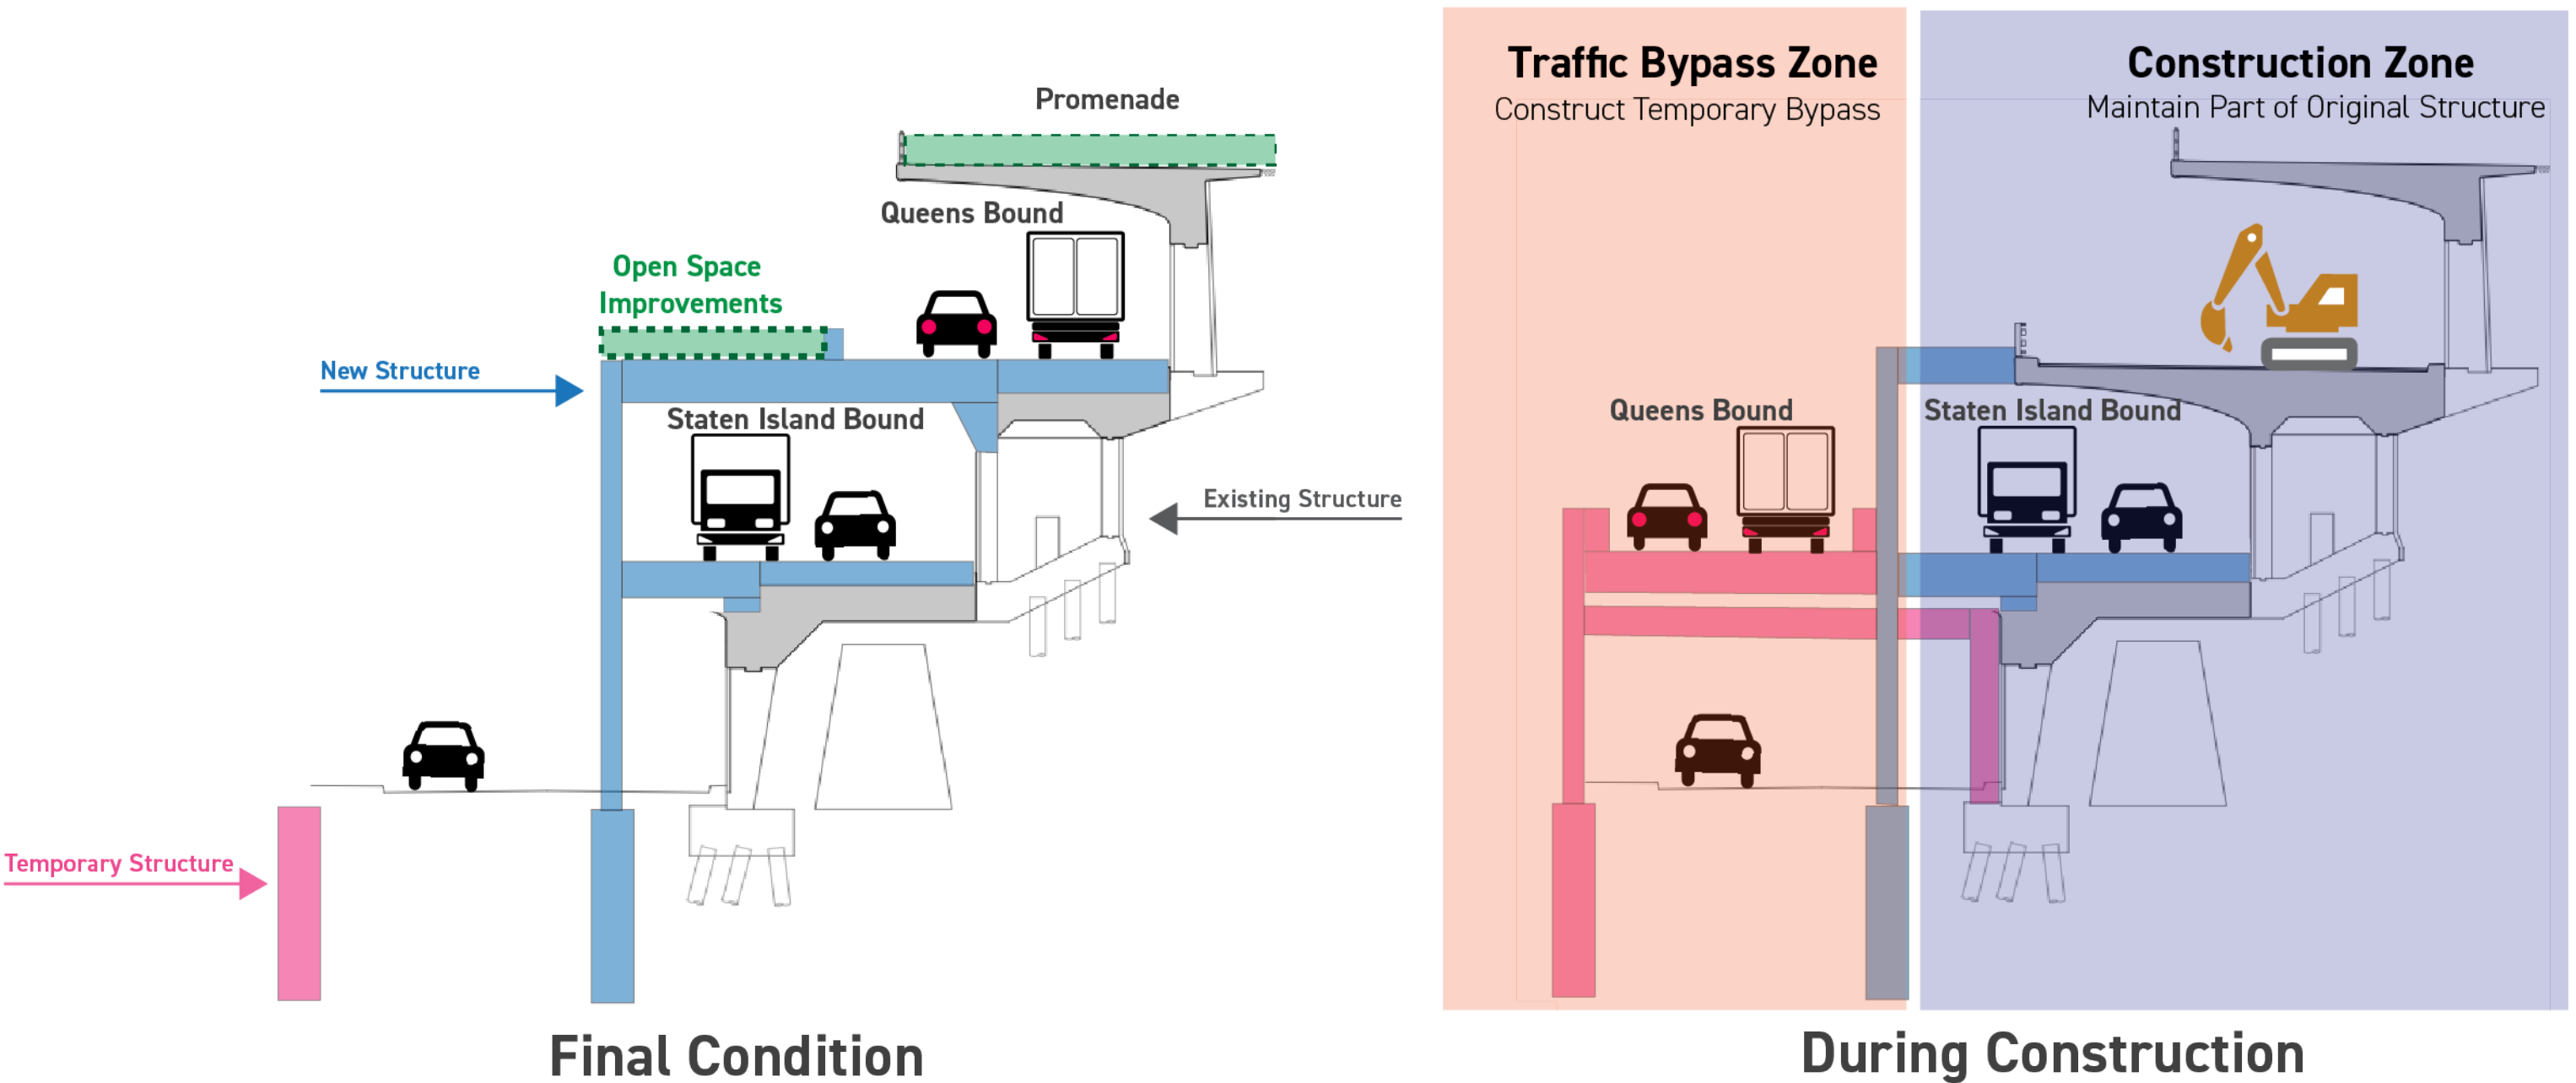 Promenade
Queens Bound
Open Space
Improvements
New Structure
Staten Island Bound
Existing Structure
Temporary Structure
Final Condition
Traffic Bypass Zone
Construct Temporary Bypass
Construction Zone
Maintain Part of Original Structure
Queens Bound
Staten Island Bound
During Construction